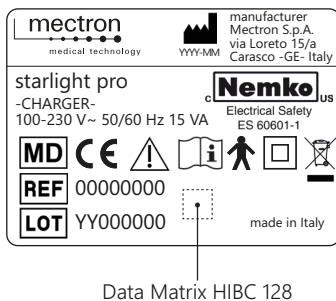 mectron
medical technology
YYYY-MM
manufacturer
Mectron S.p.A.
via Loreto 15/a
Carasco -GE- Italy
starlight pro
-CHARGER-
100-230 V~ 50/60 Hz 15 VA
c Nemko US
Electrical Safety
ES 60601-1
MD CE
REF 00000000
LOT YY000000
made in Italy
Data Matrix HIBC 128